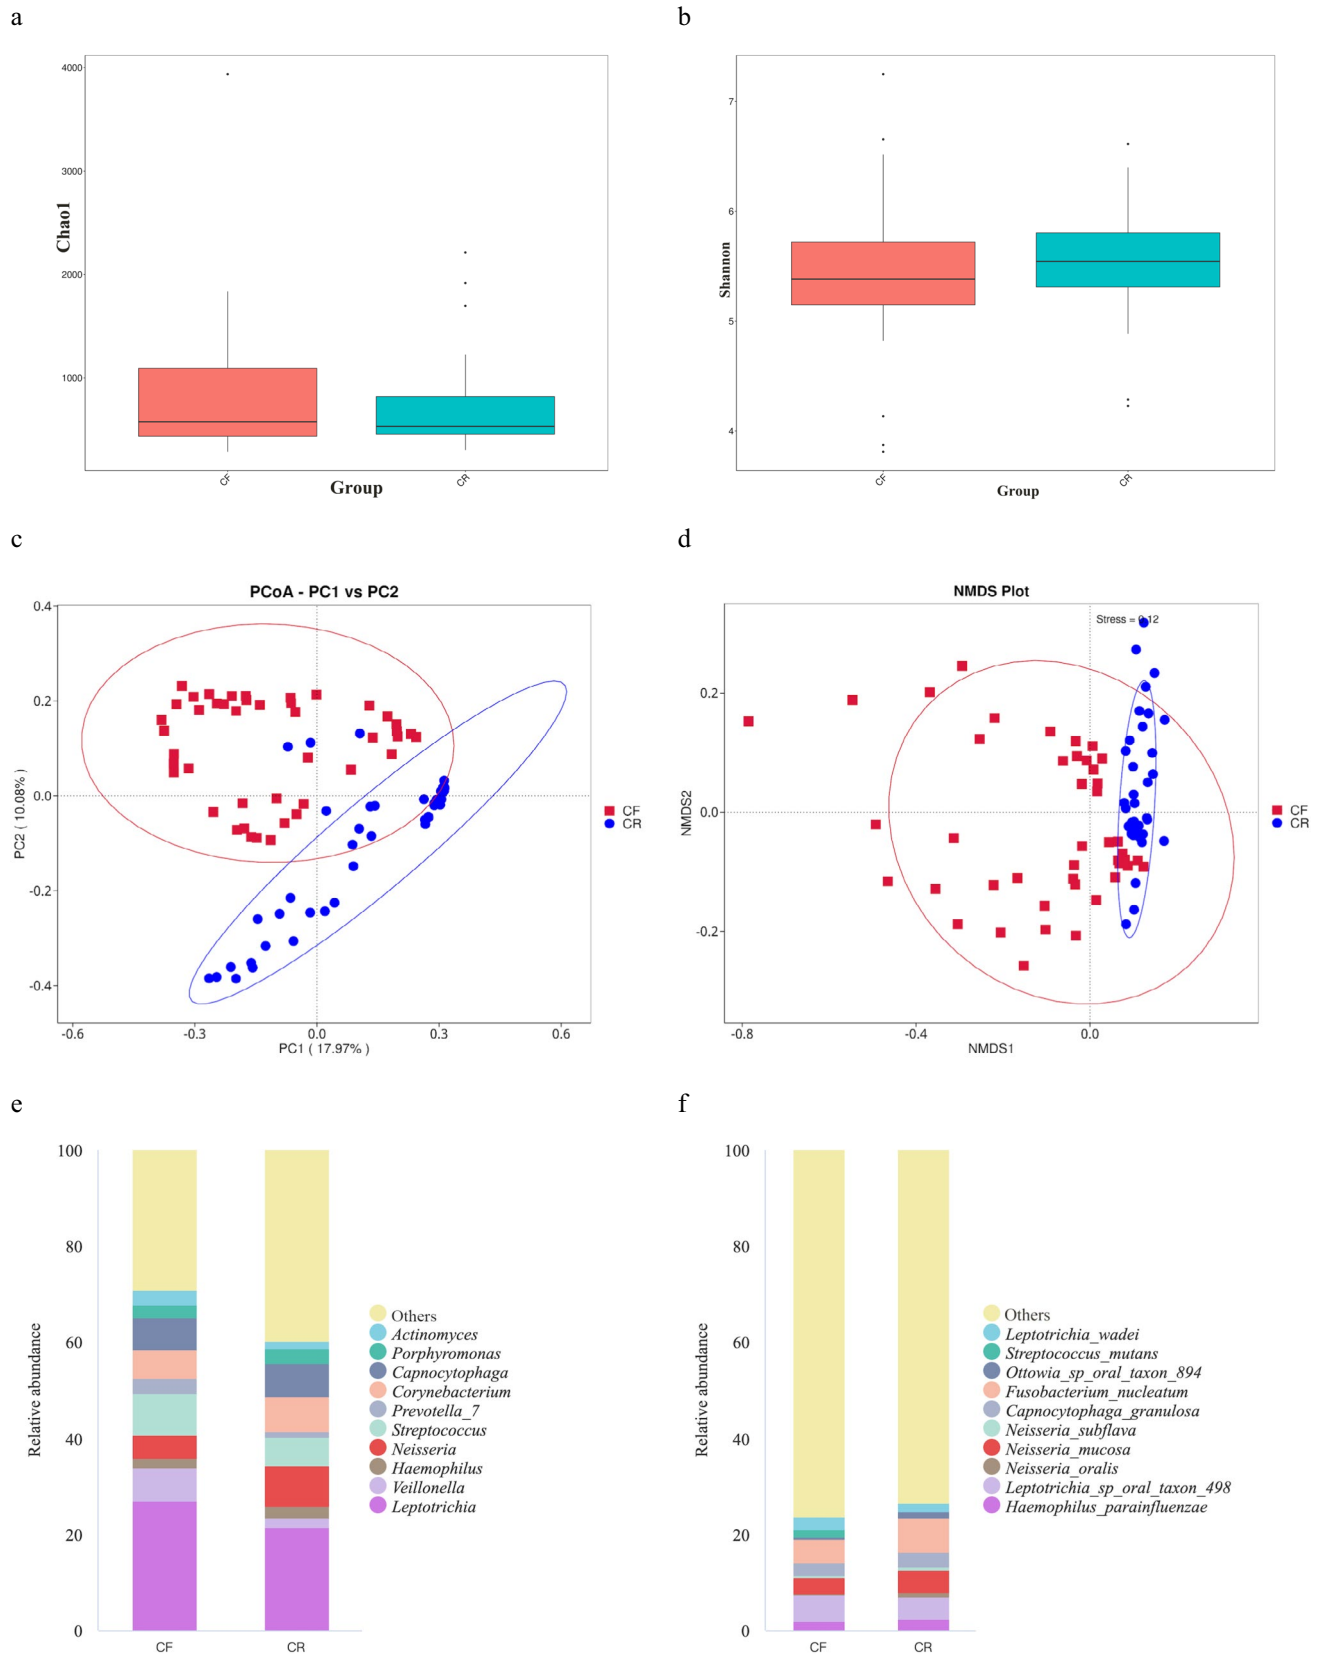 a
b
4000
3000
2000
1000
Chao1
CF
CR
Group
7
6
5
4
Shannon
CF
CR
Group
c
d
PCoA - PC1 vs PC2
0.4
0.2
0.0
-0.2
-0.4
PC2 ( 10.08% )
-0.6
-0.3
0.0
0.3
0.6
PC1 ( 17.97% )
CF
CR
NMDS Plot
Stress = 0.12
0.2
0.0
-0.2
NMDS2
-0.8
-0.4
0.0
NMDS1
CF
CR
e
f
100
80
60
40
20
0
Relative abundance
CF
CR
Others
Actinomyces
Porphyromonas
Capnocytophaga
Corynebacterium
Prevotella_7
Streptococcus
Neisseria
Haemophilus
Veillonella
Leptotrichia
100
80
60
40
20
0
Relative abundance
CF
CR
Others
Leptotrichia_wadei
Streptococcus_mutans
Ottowia_sp_oral_taxon_894
Fusobacterium_nucleatum
Capnocytophaga_granulosa
Neisseria_subflava
Neisseria_mucosa
Neisseria_oralis
Leptotrichia_sp_oral_taxon_498
Haemophilus_parainfluenzae